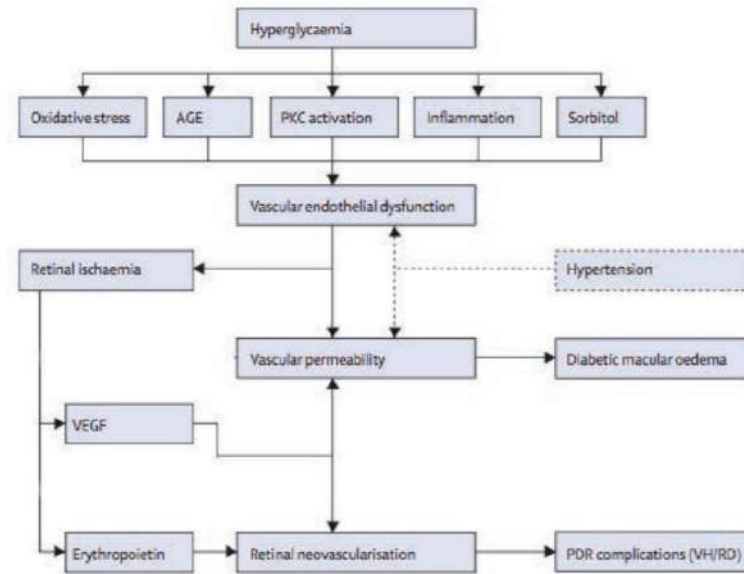 Hyperglycaemia
Oxidative stress
AGE
PKC activation
Inflammation
Sorbitol
Vascular endothelial dysfunction
Retinal ischaemia
Hypertension
Vascular permeability
Diabetic macular oedema
VEGF
Erythropoietin
Retinal neovascularisation
PDR complications (VH/RD)